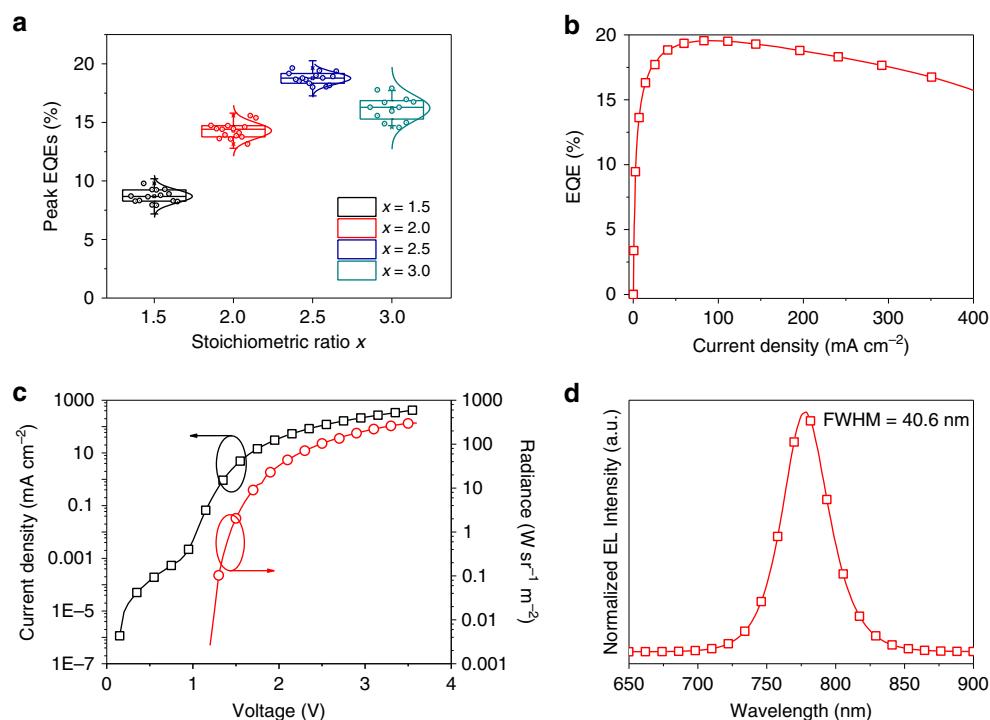 a
Peak EQEs (%)
20
15
10
5
0
1.5 2.0 2.5 3.0
Stoichiometric ratio x
x = 1.5
x = 2.0
x = 2.5
x = 3.0
b
EQE (%)
20
15
10
5
0
0 100 200 300 400
Current density (mA cm⁻²)
c
Current density (mA cm⁻²)
1000
10
0.1
0.001
1E−5
1E−7
0 1 2 3 4
Voltage (V)
1000
100
10
1
0.1
0.01
0.001
Radiance (W sr⁻¹ m⁻²)
d
Normalized EL Intensity (a.u.)
FWHM = 40.6 nm
650 700 750 800 850 900
Wavelength (nm)